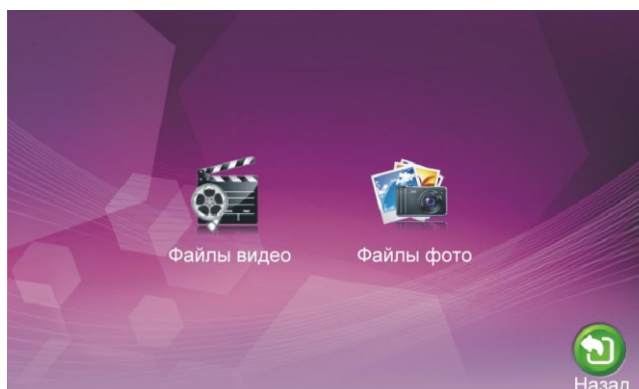 Файлы видео
Файлы фото
Назад